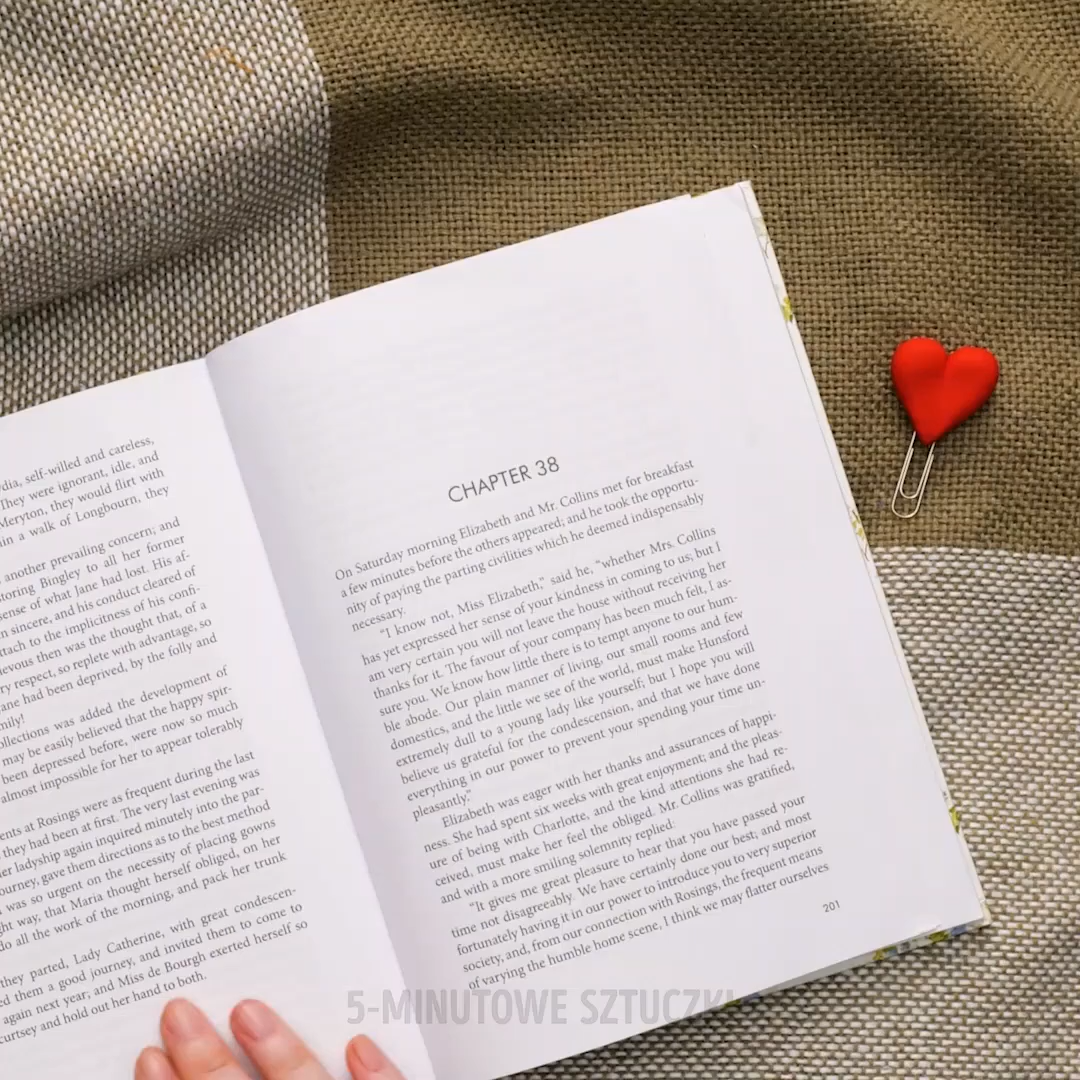 dia, self-willed and careless,
They were ignorant, idle, and
Meryton, they would flirt with
in a walk of Longbourn, they
another prevailing concern; and
toring Bingley to all her former
ense of what Jane had lost. His af-
n sincere, and his conduct cleared of
ttach to the implicitness of his confi-
ievous then was the thought that, of a
ry respect, so replete with advantage, so
ane had been deprived, by the folly and
mily!
ollections was added the development of
may be easily believed that the happy spir-
been depressed before, were now so much
almost impossible for her to appear tolerably
ents at Rosings were as frequent during the last
they had been at first. The very last evening was
er ladyship again inquired minutely into the par-
ourney, gave them directions as to the best method
was so urgent on the necessity of placing gowns
ght way, that Maria thought herself obliged, on her
do all the work of the morning, and pack her trunk
they parted, Lady Catherine, with great condescen-
ed them a good journey, and invited them to come to
again next year, and Miss de Bourgh exerted herself so
curtsey and hold out her hand to both.
CHAPTER 38
On Saturday morning Elizabeth and Mr. Collins met for breakfast
a few minutes before the others appeared; and he took the opportu-
nity of paying the parting civilities which he deemed indispensably
necessary.
"I know not, Miss Elizabeth," said he, "whether Mrs. Collins
has yet expressed her sense of your kindness in coming to us; but I
am very certain you will not leave the house without receiving her
thanks for it. The favour of your company has been much felt, I as-
sure you. We know how little there is to tempt anyone to our hum-
ble abode. Our plain manner of living, our small rooms and few
domestics, and the little we see of the world, must make Hunsford
extremely dull to a young lady like yourself; but I hope you will
believe us grateful for the condescension, and that we have done
everything in our power to prevent your spending your time un-
pleasantly."
Elizabeth was eager with her thanks and assurances of happi-
ness. She had spent six weeks with great enjoyment; and the pleas-
ure of being with Charlotte, and the kind attentions she had re-
ceived, must make her feel the obliged. Mr. Collins was gratified,
and with a more smiling solemnity replied:
"It gives me great pleasure to hear that you have passed your
time not disagreeably. We have certainly done our best; and most
fortunately having it in our power to introduce you to very superior
society, and, from our connection with Rosings, the frequent means
of varying the humble home scene, I think we may flatter ourselves
201
5-MINUTOWE SZTUCZKI